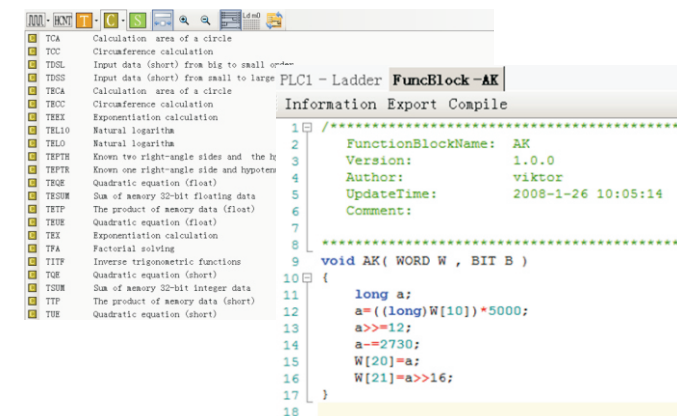 HCNT T C S LdmO
TCA Calculation area of a circle
TCC Circumference calculation
TDSL Input data (short) from big to small order
TDSS Input data (short) from small to large
TECA Calculation area of a circle
TECC Circumference calculation
TEEX Exponentiation calculation
TEL10 Natural logarithm
TELO Natural logarithm
TEPTH Known two right-angle sides and the
TEPTR Known one right-angle side and
TEQE Quadratic equation (float)
TESUM Sum of memory 32-bit floating data
TETP The product of memory data (float)
TEUE Quadratic equation (float)
TEX Exponentiation calculation
TFA Factorial solving
TITF Inverse trigonometric functions
TQE Quadratic equation (short)
TSUM Sum of memory 32-bit integer data
TTP The product of memory data (short)
TUE Quadratic equation (short)
PLC1 - Ladder FuncBlock-AK
Information Export Compile
1 /*******************************************
2 FunctionBlockName: AK
3 Version: 1.0.0
4 Author: viktor
5 UpdateTime: 2008-1-26 10:05:14
6 Comment:
7
8 *******************************************
9 void AK( WORD W , BIT B )
10 {
11 long a;
12 a=((long)W[10])*5000;
13 a>>=12;
14 a-=2730;
15 W[20]=a;
16 W[21]=a>>16;
17 }
18